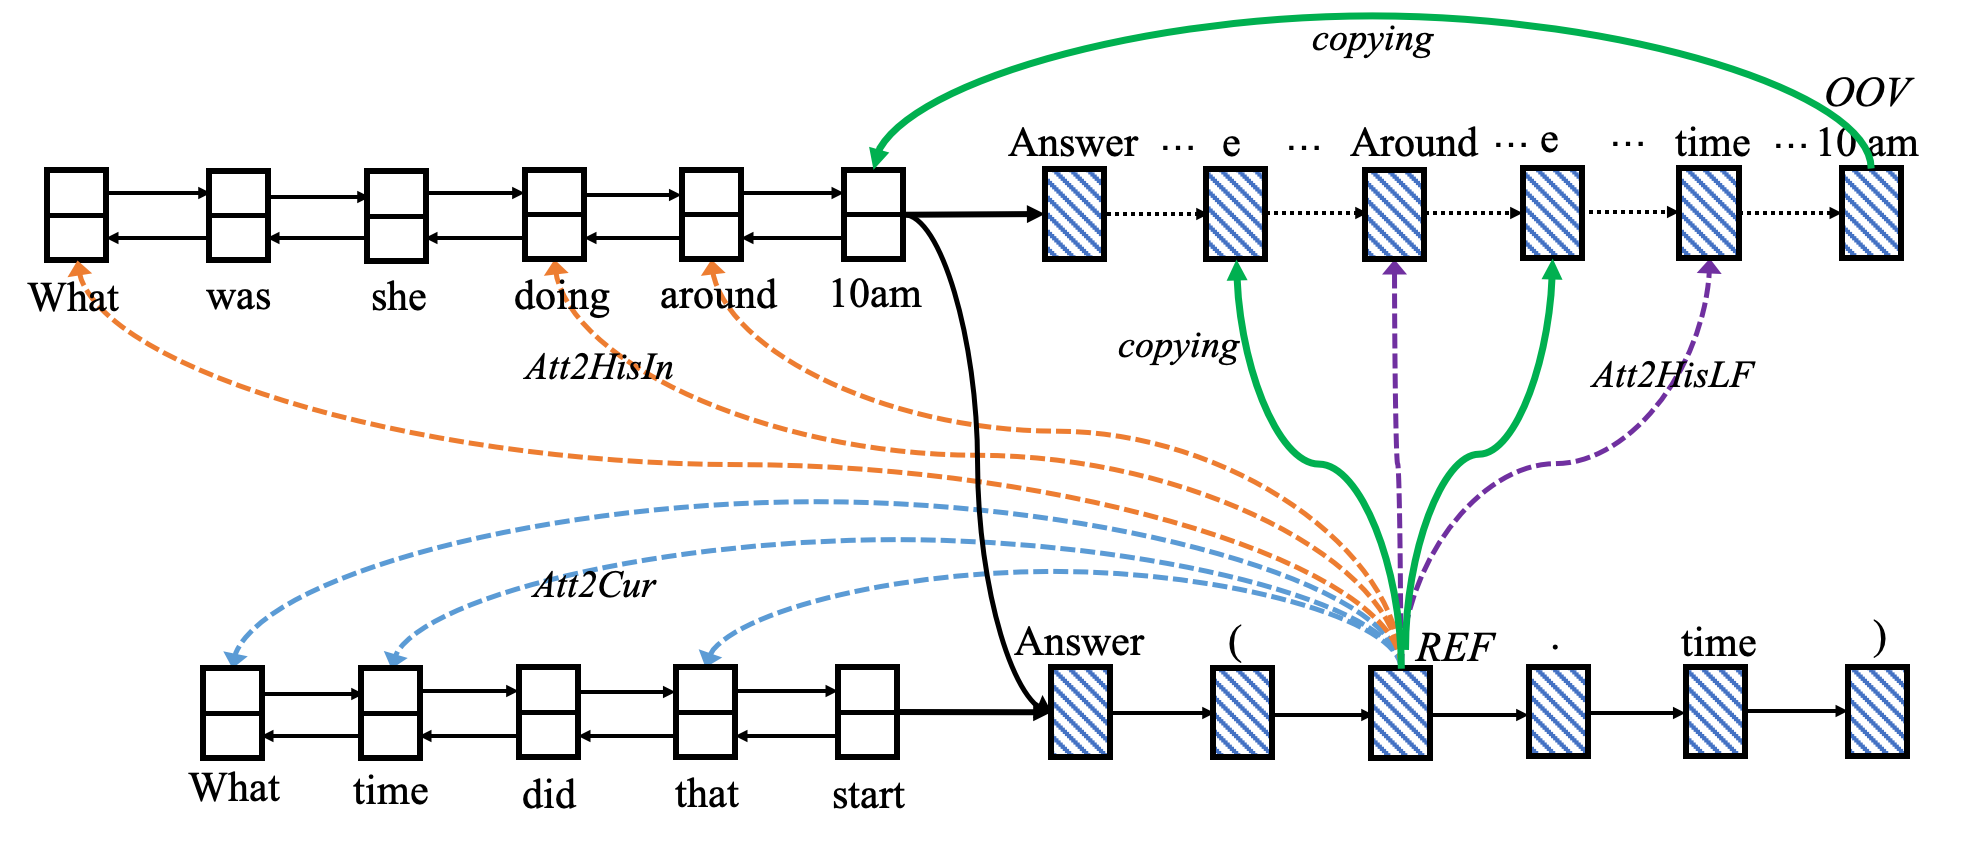 copying
OOV
Answer ... e ... Around ... e ... time ... 10 am
What was she doing around 10am
copying
Att2HisIn
Att2HisLF
Att2Cur
Answer ( REF . time )
What time did that start